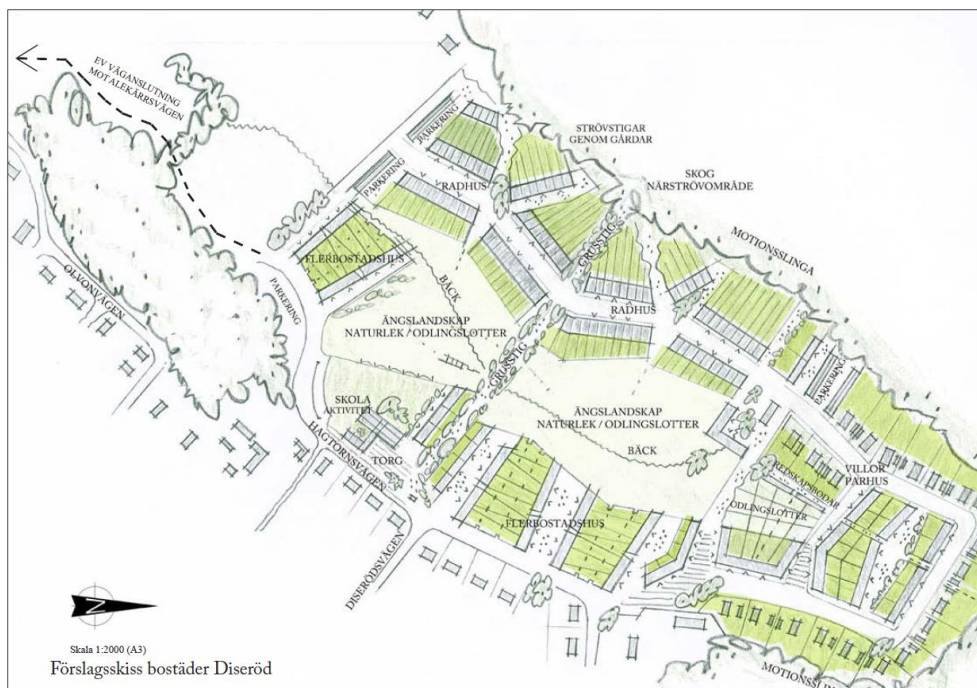 EV VÄGANSLUTNING
MOT ALEKÄRRSVÄGEN
PARKERING
STRÖVSTIGAR
GENOM GÅRDAR
PARKERING
RADHUS
SKOG
NÄRSTRÖVOMRÅDE
GRUSSTIG
MOTIONSSLINGA
FLERBOSTADSHUS
OLVONVÄGEN
PARKERING
BÄCK
RADHUS
ÄNGSLANDSKAP
NATURLEK / ODLINGSLOTTER
GRUSSTIG
PARKERING
SKOLA
AKTIVITET
ÄNGSLANDSKAP
NATURLEK / ODLINGSLOTTER
HAGTORNSVÄGEN
TORG
BÄCK
REDSKAPSBODAR
VILLOR
PARHUS
ODLINGSLOTTER
FLERBOSTADSHUS
DISERÖDSVÄGEN
N
Skala 1:2000 (A3)
Förslagsskiss bostäder Diseröd
MOTIONSSLIN